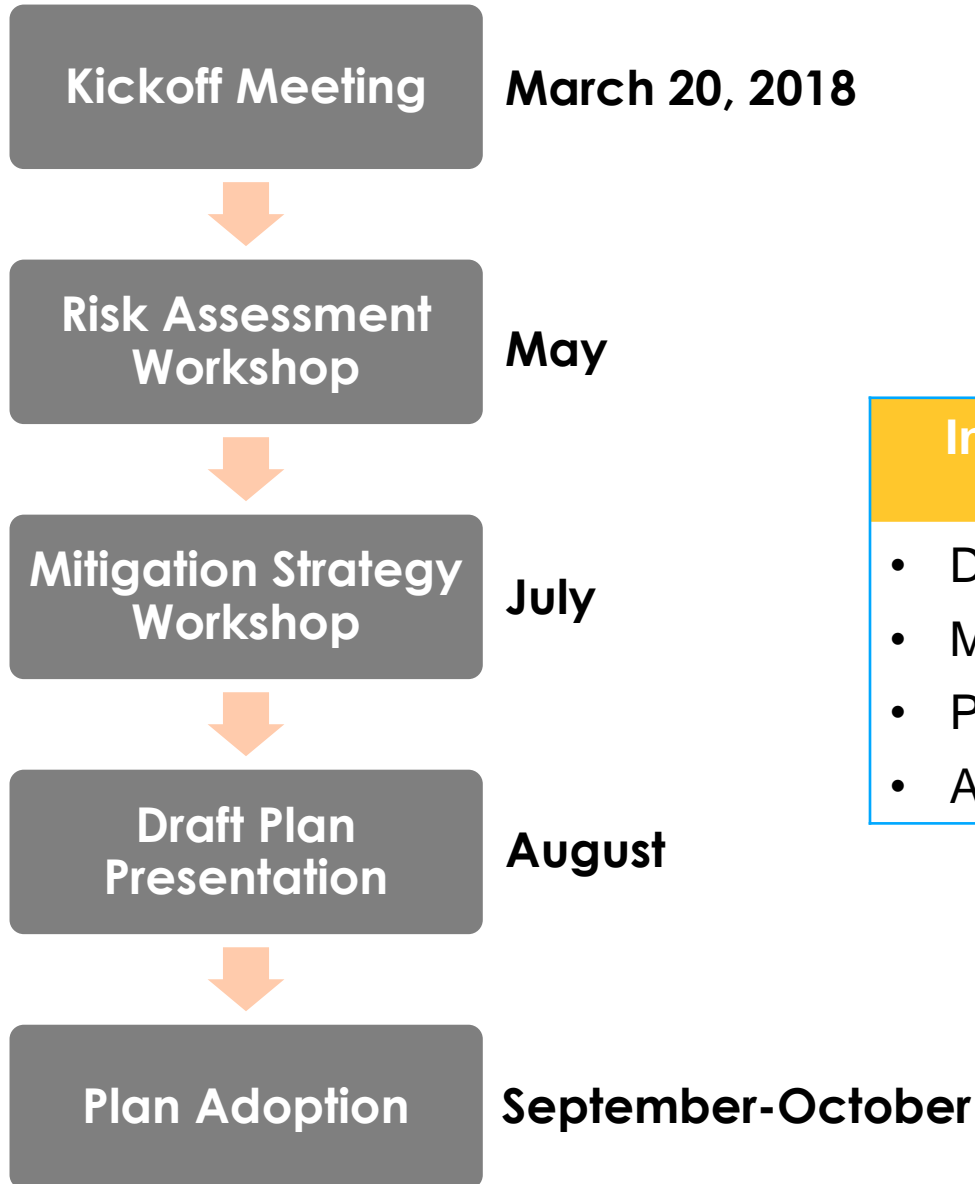 Kickoff Meeting
March 20, 2018
Risk Assessment
Workshop
May
Mitigation Strategy
Workshop
July
Draft Plan
Presentation
August
Plan Adoption
September-October